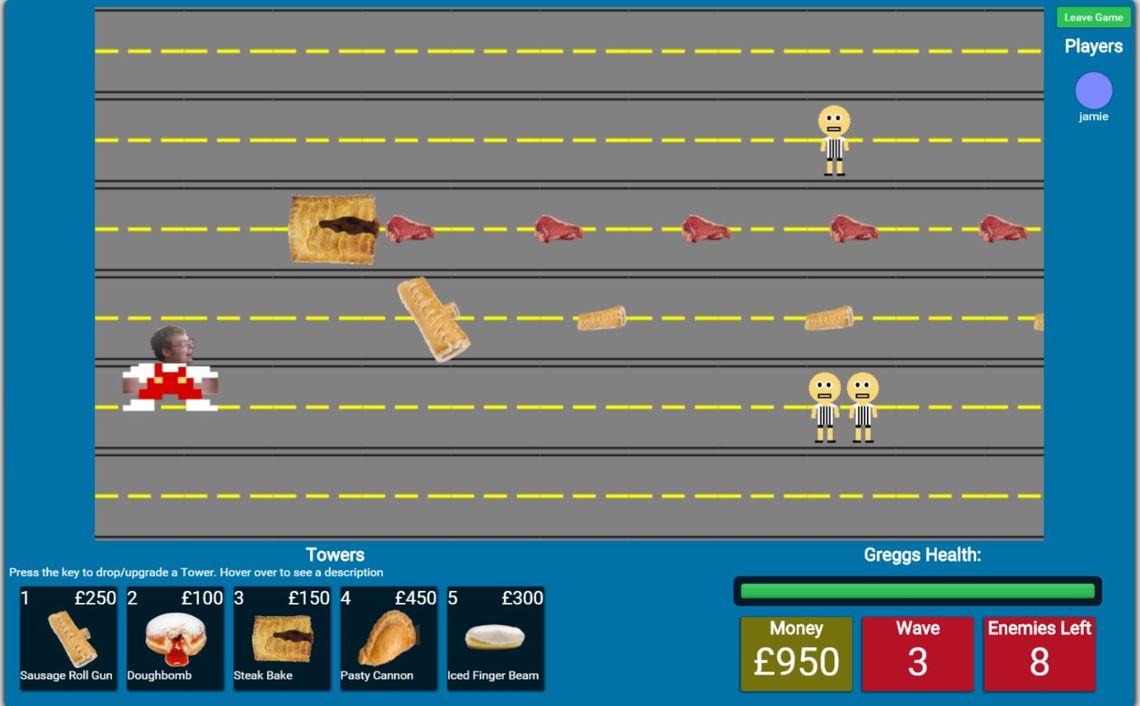 Leave Game
Players
jamie
Towers
Press the key to drop/upgrade a Tower. Hover over to see a description
1 £250
Sausage Roll Gun
2 £100
Doughbomb
3 £150
Steak Bake
4 £450
Pasty Cannon
5 £300
Iced Finger Beam
Greggs Health:
Money
£950
Wave
3
Enemies Left
8